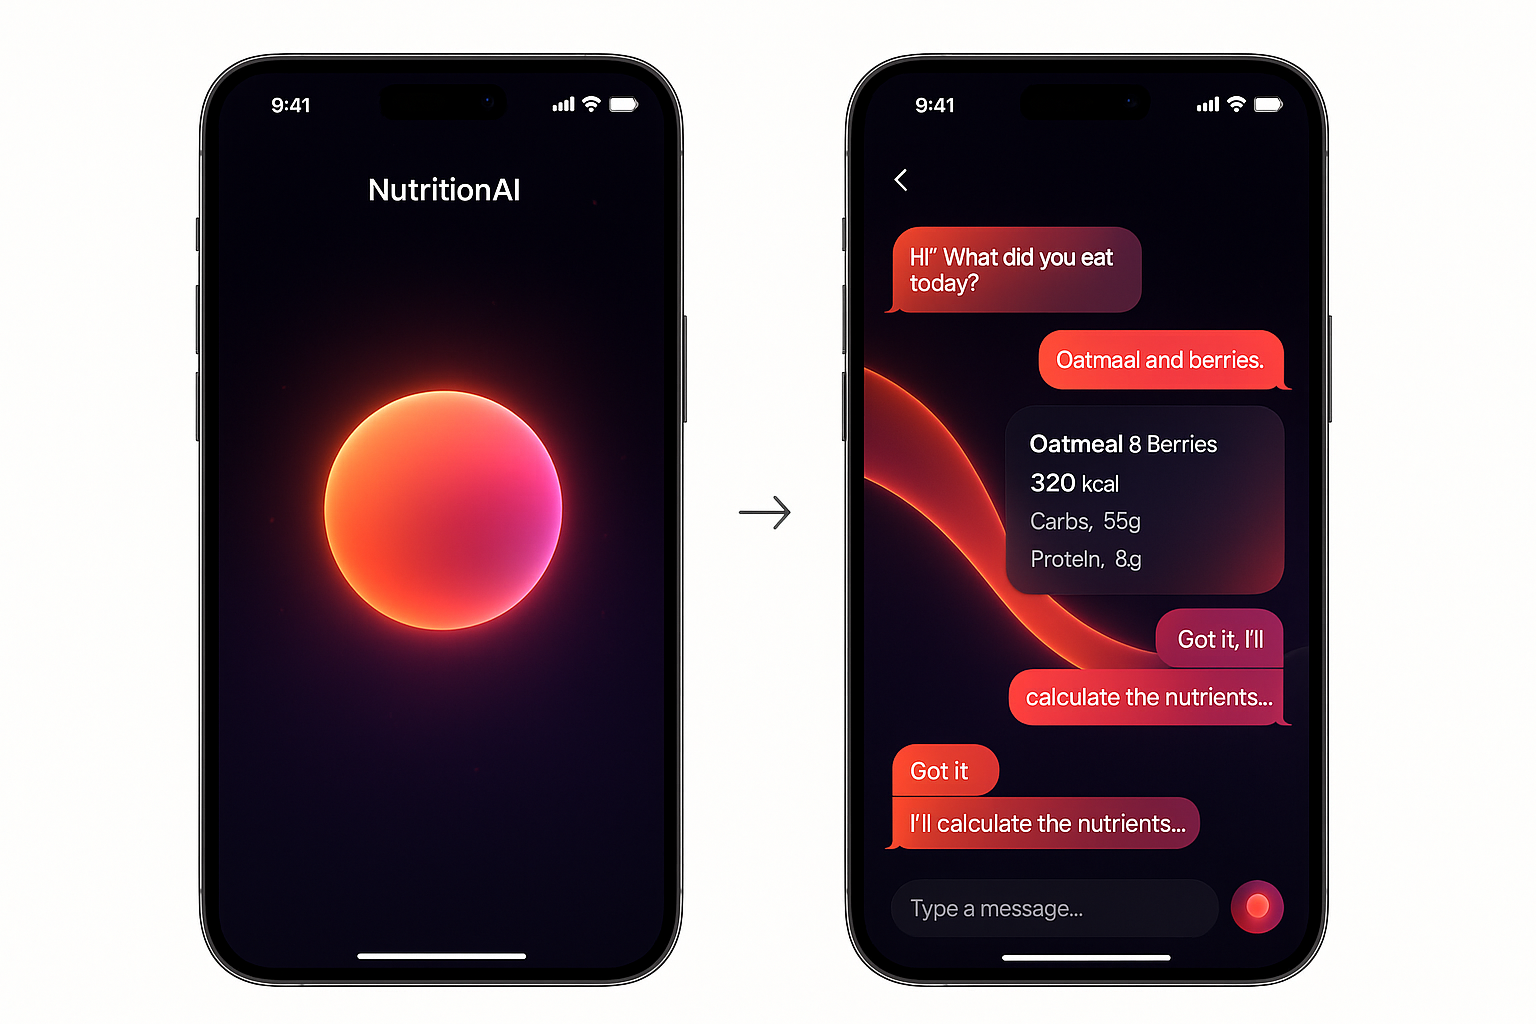 9:41
NutritionAI
9:41
HI” What did you eat
today?
Oatmaal and berries.
Oatmeal 8 Berries
320 kcal
Carbs, 55g
Proteln, 8.g
Got it, I’ll
calculate the nutrients...
Got it
I’ll calculate the nutrients...
Type a message...